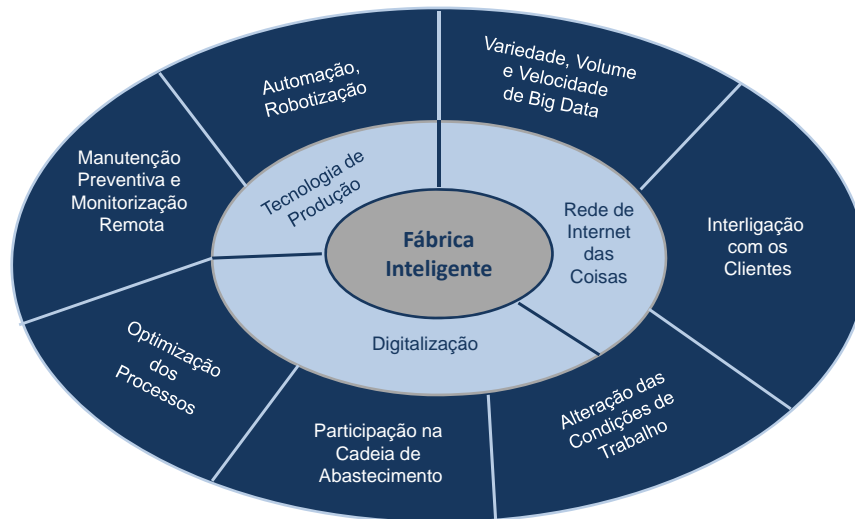 Automação,
Robotização
Variedade, Volume
e Velocidade
de Big Data
Manutenção
Preventiva e
Monitorização
Remota
Tecnologia de
Produção
Rede de
Internet
das
Coisas
Interligação
com os
Clientes
Fábrica
Inteligente
Digitalização
Optimização
dos
Processos
Participação na
Cadeia de
Abastecimento
Alteração das
Condições de
Trabalho